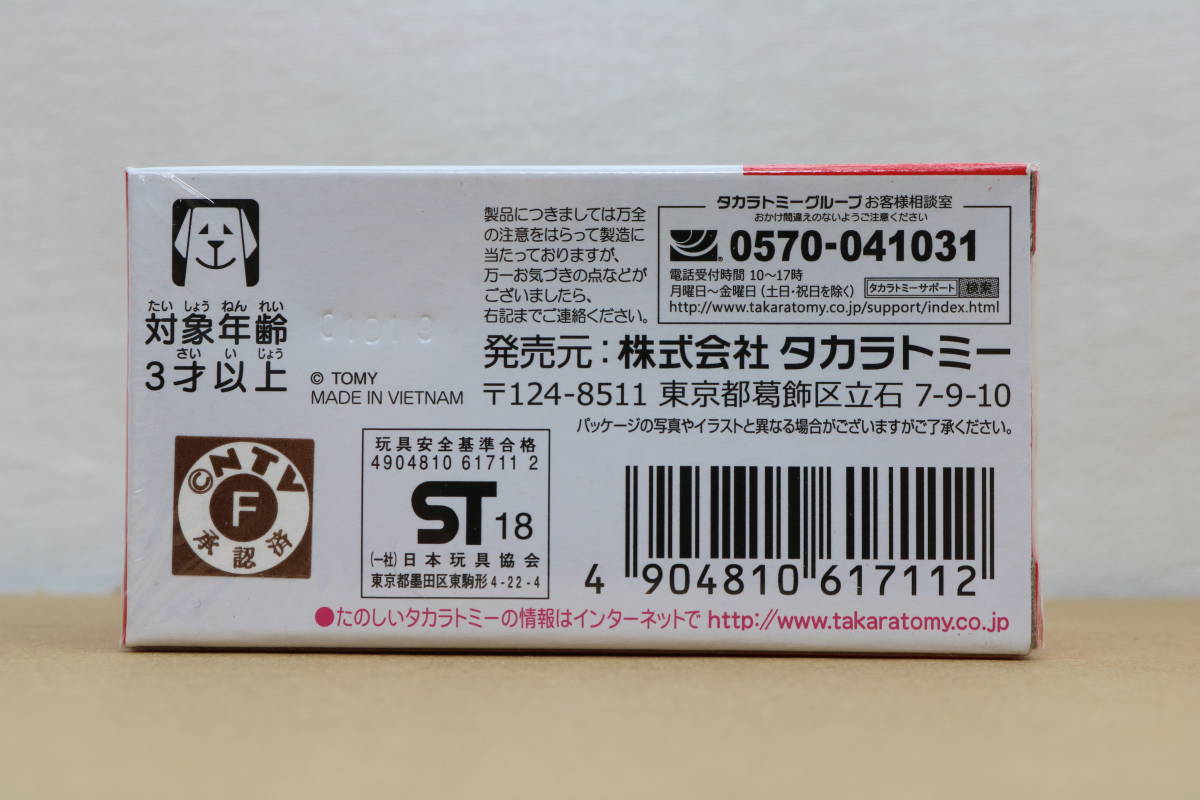 たい しょう ねん れい
対象年齢
さい い じょう
3才以上
© TOMY
MADE IN VIETNAM
製品につきましては万全
の注意をはらって製造に
当たっておりますが、
万一お気づきの点などが
ございましたら、
右記までご連絡ください。
タカラトミーグループ お客様相談室
おかけ間違えのないようご注意ください
0570-041031
電話受付時間 10〜17時
月曜日〜金曜日（土日・祝日を除く）
タカラトミーサポート 検索
http://www.takaratomy.co.jp/support/index.html
発売元：株式会社 タカラトミー
〒124-8511 東京都葛飾区立石 7-9-10
パッケージの写真やイラストと異なる場合がございますがご了承ください。
©NTV
F
承認済
玩具安全基準合格
4904810 61711 2
ST 18
(一社)日本玩具協会
東京都墨田区東駒形4-22-4
4 904810 617112
●たのしいタカラトミーの情報はインターネットで http://www.takaratomy.co.jp